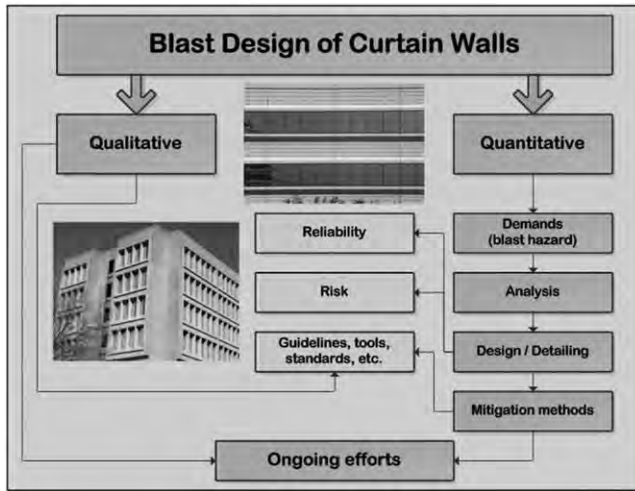 Blast Design of Curtain Walls
Qualitative
Quantitative
Reliability
Demands
(blast hazard)
Risk
Analysis
Guidelines, tools,
standards, etc.
Design / Detailing
Mitigation methods
Ongoing efforts